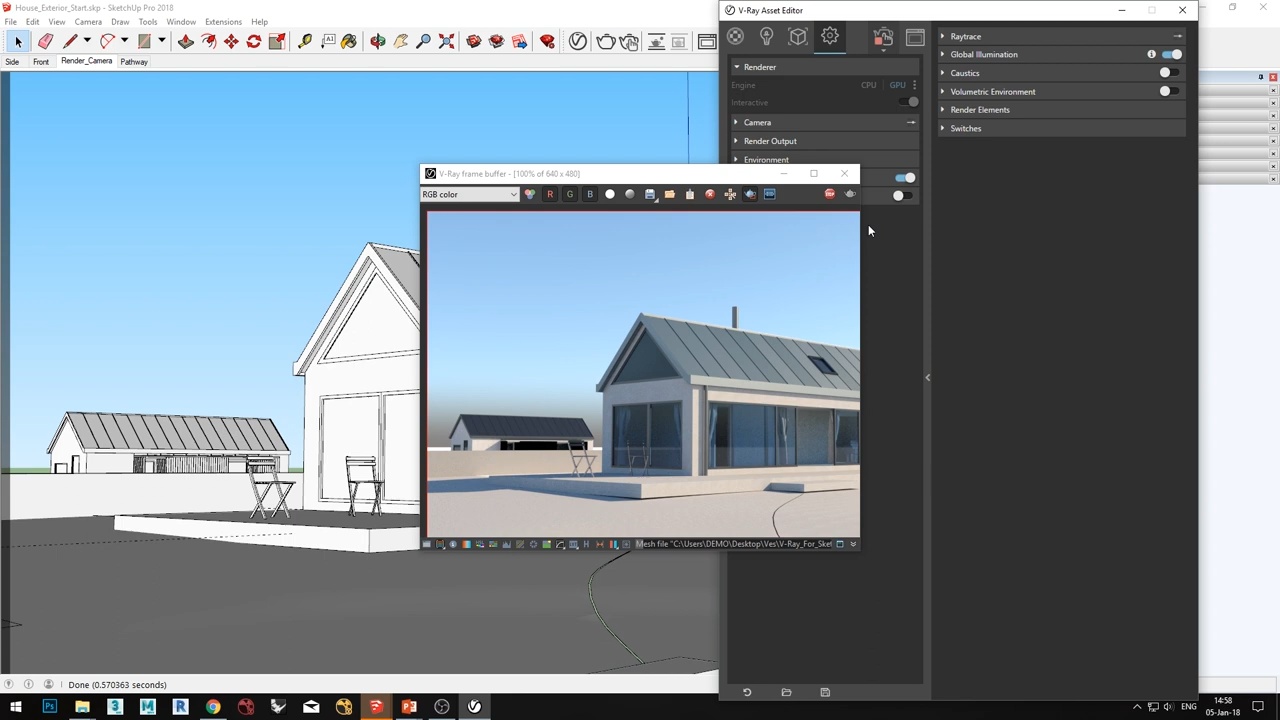 House_Exterior_Start.skp - SketchUp Pro 2018
File Edit View Camera Draw Tools Window Extensions Help
Side Front Render_Camera Pathway
V-Ray Asset Editor
Renderer
Engine CPU GPU
Interactive
Camera
Render Output
Environment
Raytrace
Global Illumination
Caustics
Volumetric Environment
Render Elements
Switches
V-Ray frame buffer - [100% of 640 x 480]
RGB color R G B
Mesh file "C:\Users\DEMO\Desktop\Ves\V-Ray_For_Sket
Done (0.570363 seconds)
ENG
14:58
05-Jan-18